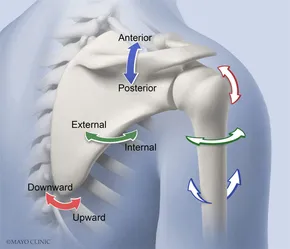 Anterior
Posterior
External
Internal
Downward
Upward
©MAYO CLINIC